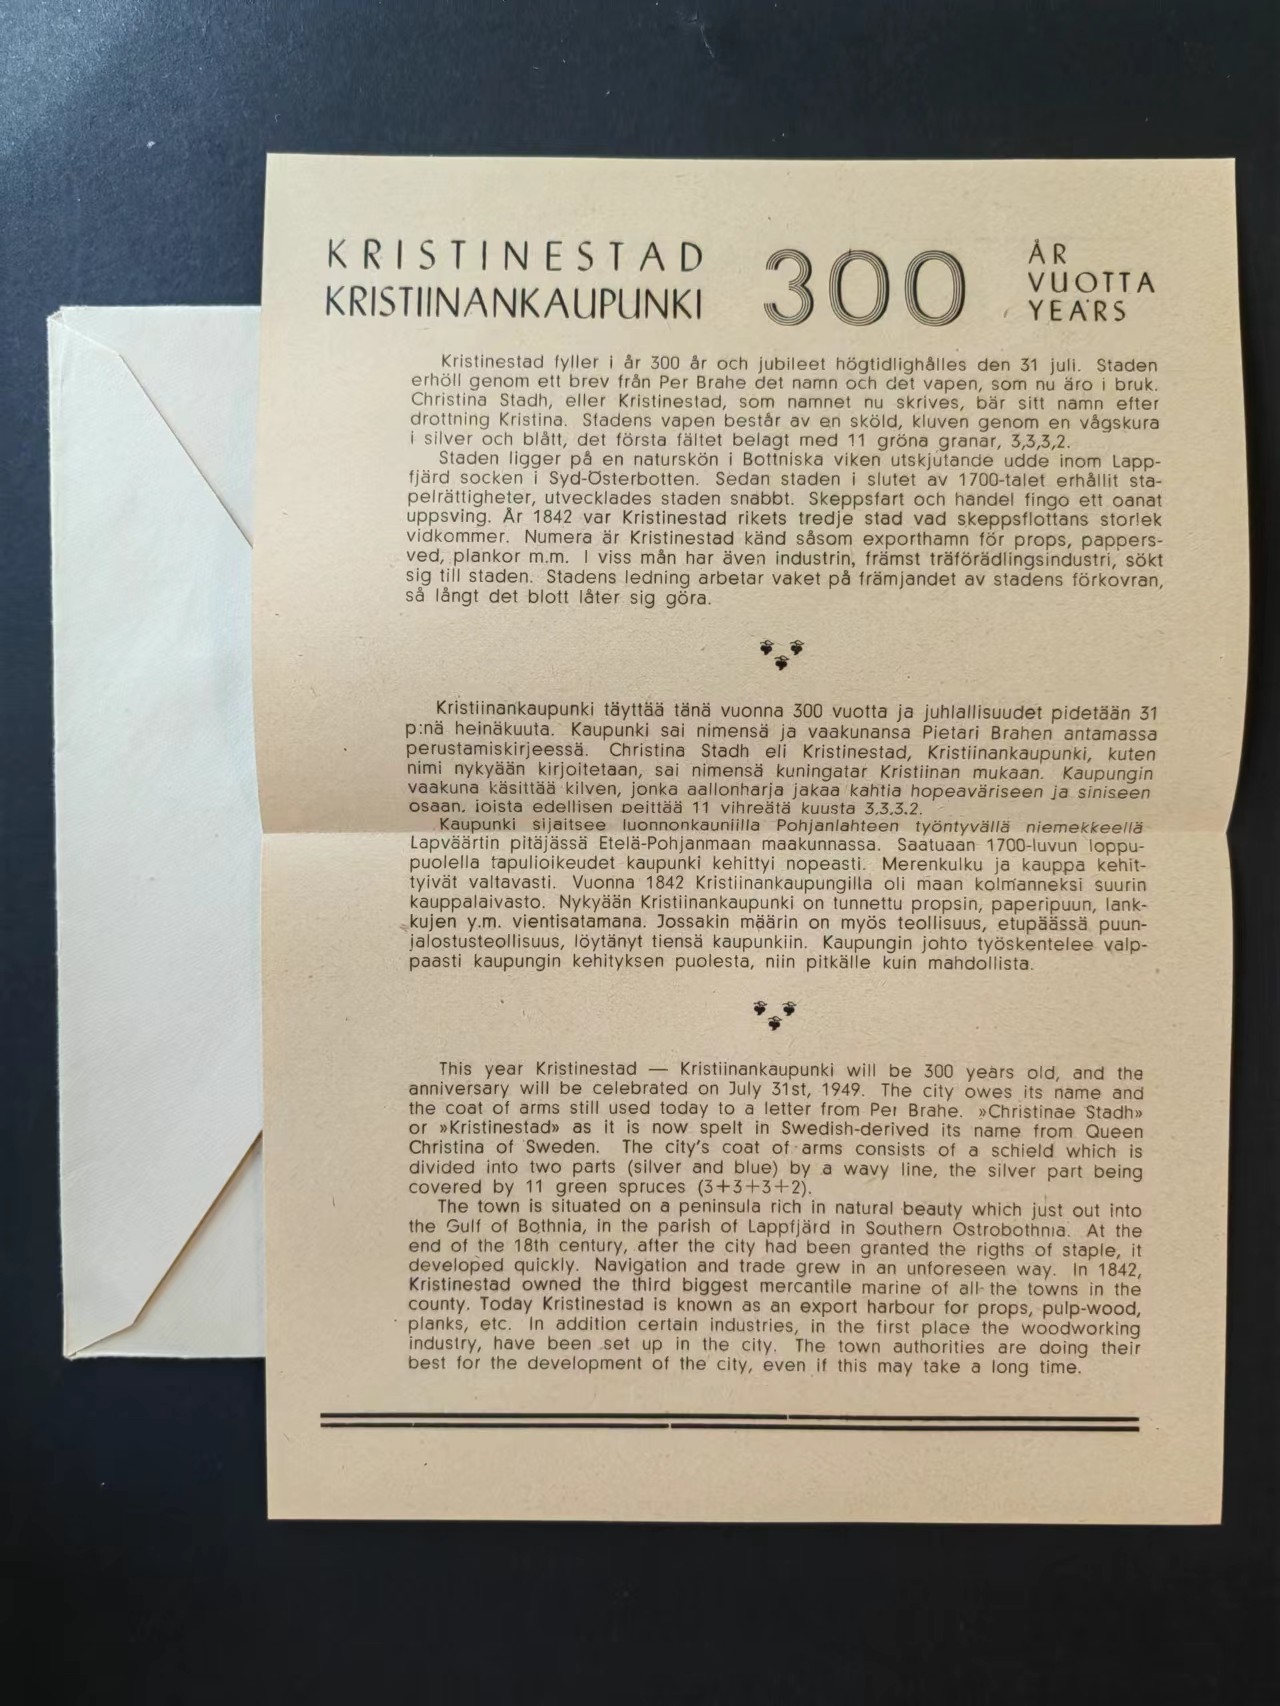 KRISTINESTAD
KRISTIINANKAUPUNKI
300
ÅR
VUOTTA
YEARS
Kristinestad fyller i år 300 år och jubileet högtidlighålles den 31 juli. Staden
erhöll genom ett brev från Per Brahe det namn och det vapen, som nu äro i bruk.
Christina Stadh, eller Kristinestad, som namnet nu skrives, bär sitt namn efter
drottning Kristina. Stadens vapen består av en sköld, kluven genom en vågskura
i silver och blått, det första fältet belagt med 11 gröna granar, 3,3,3,2.
Staden ligger på en naturskön i Bottniska viken utskjutande udde inom Lapp-
fjärd socken i Syd-Österbotten. Sedan staden i slutet av 1700-talet erhållit sta-
pelrättigheter, utvecklades staden snabbt. Skeppsfart och handel fingo ett oanat
uppsving. År 1842 var Kristinestad rikets tredje stad vad skeppsflottans storlek
vidkommer. Numera är Kristinestad känd såsom exporthamn för props, pappers-
ved, plankor m.m. I viss mån har även industrin, främst träförädlingsindustri, sökt
sig till staden. Stadens ledning arbetar vaket på främjandet av stadens förkovran,
så långt det blott låter sig göra.
Kristiinankaupunki täyttää tänä vuonna 300 vuotta ja juhlallisuudet pidetään 31
p:nä heinäkuuta. Kaupunki sai nimensä ja vaakunansa Pietari Brahen antamassa
perustamiskirjeessä. Christina Stadh eli Kristinestad, Kristiinankaupunki, kuten
nimi nykyään kirjoitetaan, sai nimensä kuningatar Kristiinan mukaan. Kaupungin
vaakuna käsittää kilven, jonka aallonharja jakaa kahtia hopeaväriseen ja siniseen
osaan, joista edellisen peittää 11 vihreätä kuusta 3,3,3,2.
Kaupunki sijaitsee luonnonkauniilla Pohjanlahteen työntyvällä niemekkeellä
Lapväärtin pitäjässä Etelä-Pohjanmaan maakunnassa. Saatuaan 1700-luvun loppu-
puolella tapulioikeudet kaupunki kehittyi nopeasti. Merenkulku ja kauppa kehit-
tyivät valtavasti. Vuonna 1842 Kristiinankaupungilla oli maan kolmanneksi suurin
kauppalaivasto. Nykyään Kristiinankaupunki on tunnettu propsin, paperipuun, lank-
kujen y.m. vientisatamana. Jossakin määrin on myös teollisuus, etupäässä puun-
jalostusteollisuus, löytänyt tiensä kaupunkiin. Kaupungin johto työskentelee valp-
paasti kaupungin kehityksen puolesta, niin pitkälle kuin mahdollista.
This year Kristinestad — Kristiinankaupunki will be 300 years old, and the
anniversary will be celebrated on July 31st, 1949. The city owes its name and
the coat of arms still used today to a letter from Per Brahe. »Christinae Stadh»
or »Kristinestad» as it is now spelt in Swedish-derived its name from Queen
Christina of Sweden. The city's coat of arms consists of a schield which is
divided into two parts (silver and blue) by a wavy line, the silver part being
covered by 11 green spruces (3+3+3+2).
The town is situated on a peninsula rich in natural beauty which just out into
the Gulf of Bothnia, in the parish of Lappfjärd in Southern Ostrobothnia. At the
end of the 18th century, after the city had been granted the rigths of staple, it
developed quickly. Navigation and trade grew in an unforeseen way. In 1842,
Kristinestad owned the third biggest mercantile marine of all the towns in the
county. Today Kristinestad is known as an export harbour for props, pulp-wood,
planks, etc. In addition certain industries, in the first place the woodworking
industry, have been set up in the city. The town authorities are doing their
best for the development of the city, even if this may take a long time.